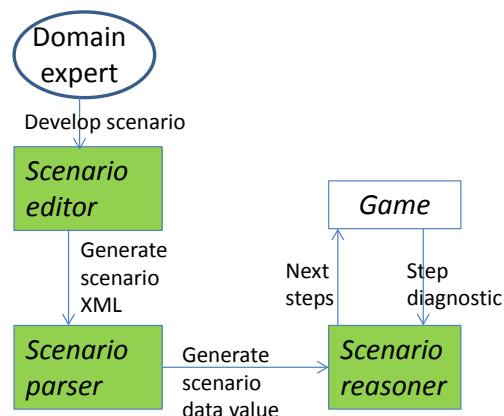 Domain
expert
Develop scenario
Scenario
editor
Generate
scenario
XML
Scenario
parser
Generate
scenario
data value
Game
Next
steps
Step
diagnostic
Scenario
reasoner